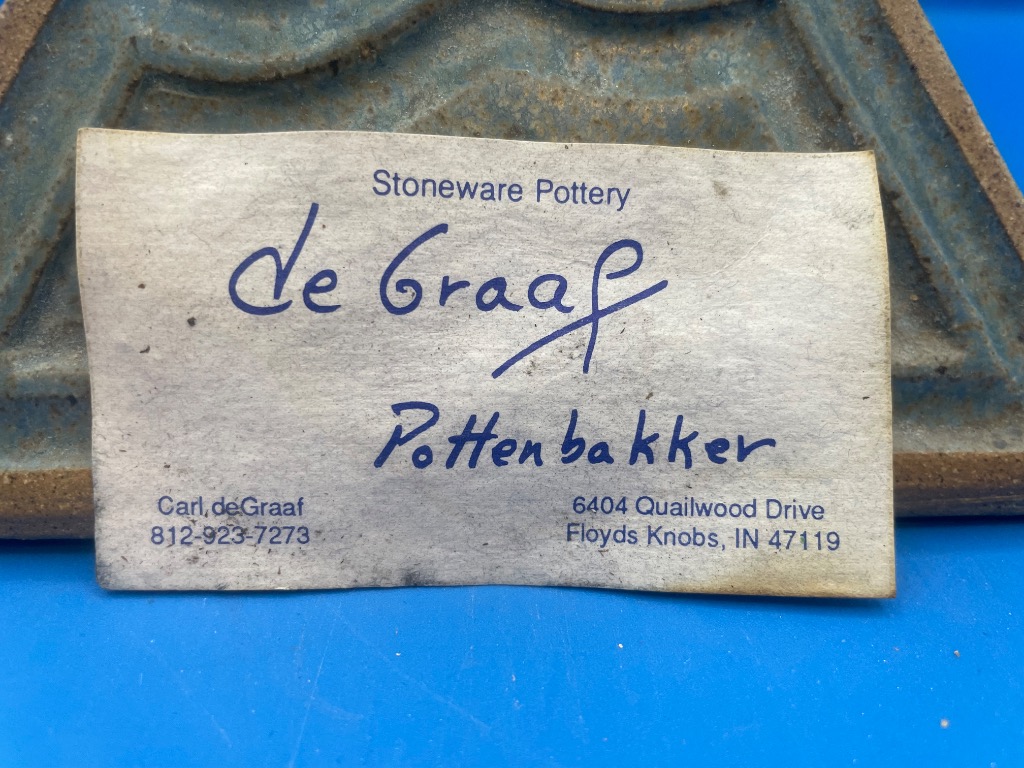 Stoneware Pottery
de Graaf
Pottenbakker
Carl deGraaf
812-923-7273
6404 Quailwood Drive
Floyds Knobs, IN 47119